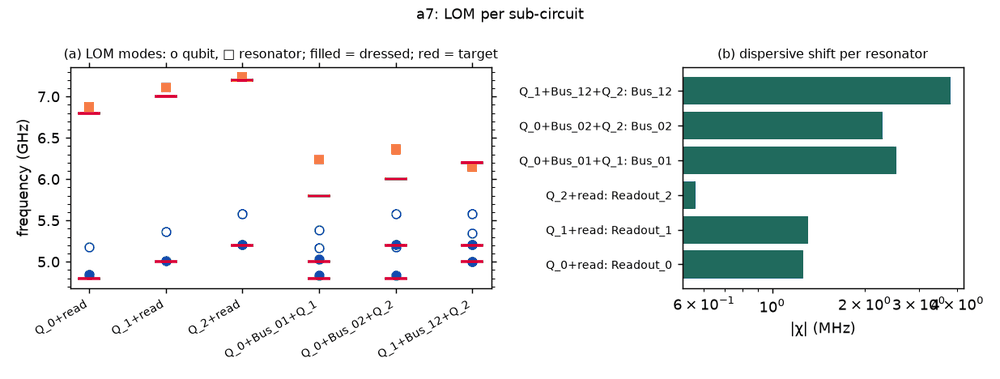 a7: LOM per sub-circuit
(a) LOM modes: o qubit, □ resonator; filled = dressed; red = target
frequency (GHz)
7.0
6.5
6.0
5.5
5.0
Q_0+read
Q_1+read
Q_2+read
Q_0+Bus_01+Q_1
Q_0+Bus_02+Q_2
Q_1+Bus_12+Q_2
(b) dispersive shift per resonator
Q_1+Bus_12+Q_2: Bus_12
Q_0+Bus_02+Q_2: Bus_02
Q_0+Bus_01+Q_1: Bus_01
Q_2+read: Readout_2
Q_1+read: Readout_1
Q_0+read: Readout_0
6 × 10⁻¹
10⁰
2 × 10⁰
3 × 10⁰
4 × 10⁰
|χ| (MHz)